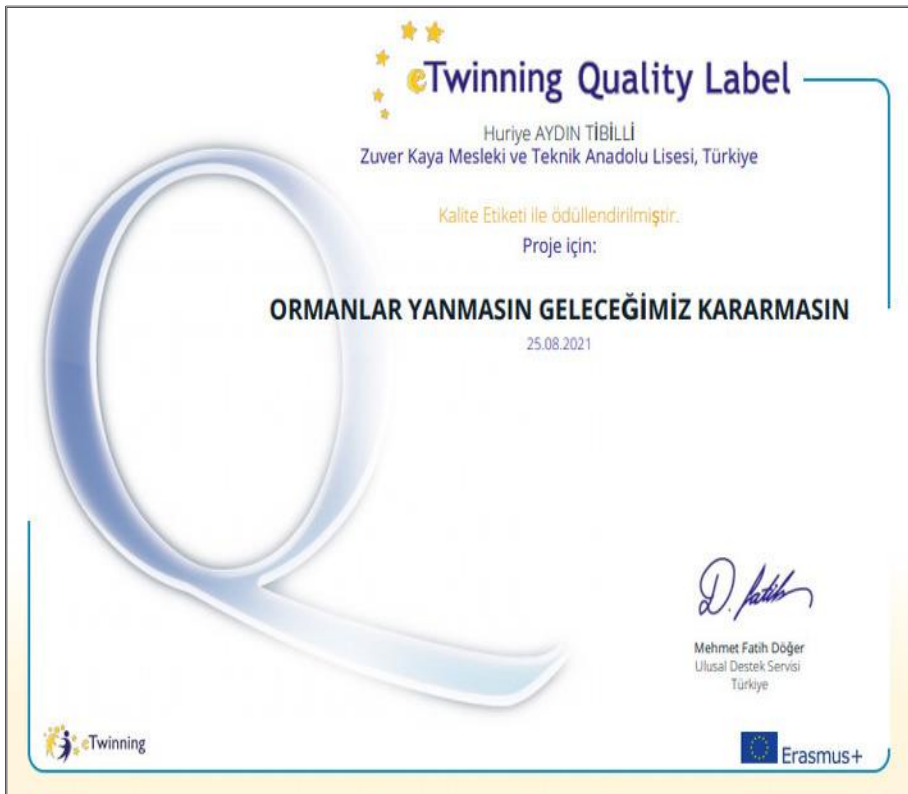 eTwinning Quality Label
Huriye AYDIN TİBİLLİ
Zuver Kaya Mesleki ve Teknik Anadolu Lisesi, Türkiye
Kalite Etiketi ile ödüllendirilmiştir.
Proje için:
ORMANLAR YANMASIN GELECEĞİMİZ KARARMASIN
25.08.2021
D. fatih
Mehmet Fatih Döğer
Ulusal Destek Servisi
Türkiye
eTwinning
Erasmus+